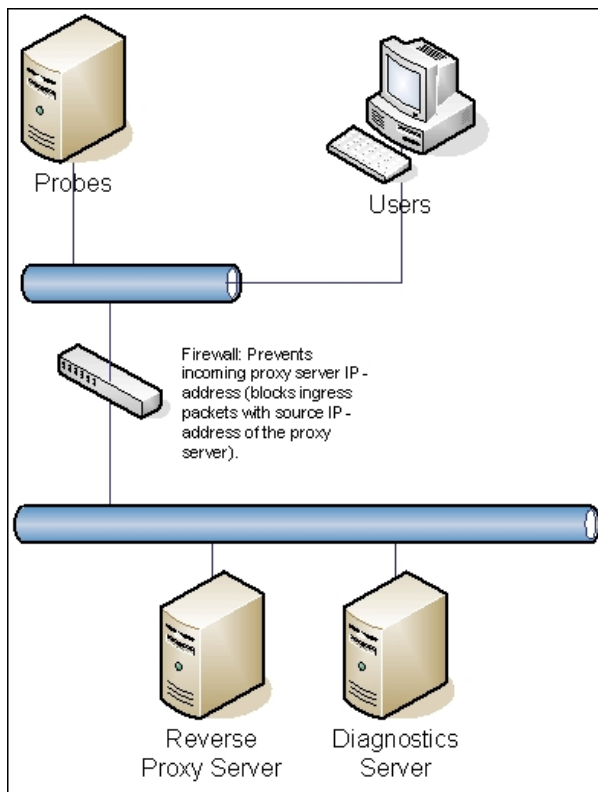 Probes
Users
Firewall: Prevents
incoming proxy server IP -
address (blocks ingress
packets with source IP -
address of the proxy
server).
Reverse
Proxy Server
Diagnostics
Server